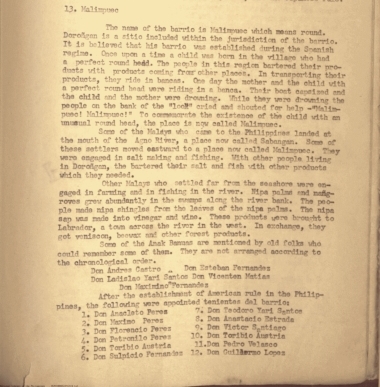 13. Malimpuec
The name of the barrio is Malimpuec which means round.
Dorongan is a sitio included within the jurisdiction of the barrio.
It is believed that his barrio was established during the Spanish
regime. Once upon a time a child was born in the village who had
a perfect round head. The people in this region bartered their pro-
ducts with products coming from other places. In transporting their
products, they ride in bancas. One day the mother and the child with
a perfect round head were riding in a banca. Their boat capsized and
the child and the mother were drowning. While they were drowning the
people on the bank of the "lock" cried and shouted for help -"Malim-
puec! Malimpuec!" To commerate the existence of the child with an
unusual round head, the place is now called Malimpuec.
Some of the Malays who came to the Philippines landed at
the mouth of the Agno River, a place now called Sabangan. Some of
these settlers moved eastward to a place now called Malimpuec. They
were engaged in salt making and fishing. With other people living
in Dorongan, the bartered their salt and fish with other products
which they needed.
Other Malays who settled far from the seashore were en-
gaged in farming and in fishing in the river. Nipa palms and mang-
roves grew abundantly in the swamps along the river bank. The peo-
ple made nipa shingles from the leaves of the nipa palms. The nipa
sap was made into vinegar and wine. These products were brought to
Labrador, a town across the river in the west. In exchange, they
got venisson, beswax and other forest products.
Some of the Anak Banuas are mentioned by old folks who
could remember some of them. They are not arranged according to
the chronological order.
Don Andres Castro Don Esteban Fernandez
Don Ladislao Yari Santos Don Vicentem Matias
Don Maximino Fernandez
After the establishment of American rule in the Philip-
pines, the following were appointed tenientes del barrio:
1. Don Anacleto Perez 7. Don Teodoro Yari Santos
2. Don Maximo Perez 8. Don Anastacio Estrada
3. Don Florencio Perez 9. Don Victor Santiago
4. Don Petronilo Perez 10. Don Toribio Austria
5. Don Toribio Austria 11. Don Pedro Velasco
6. Don Sulpicio Fernandez 12. Don Guillermo Lopez